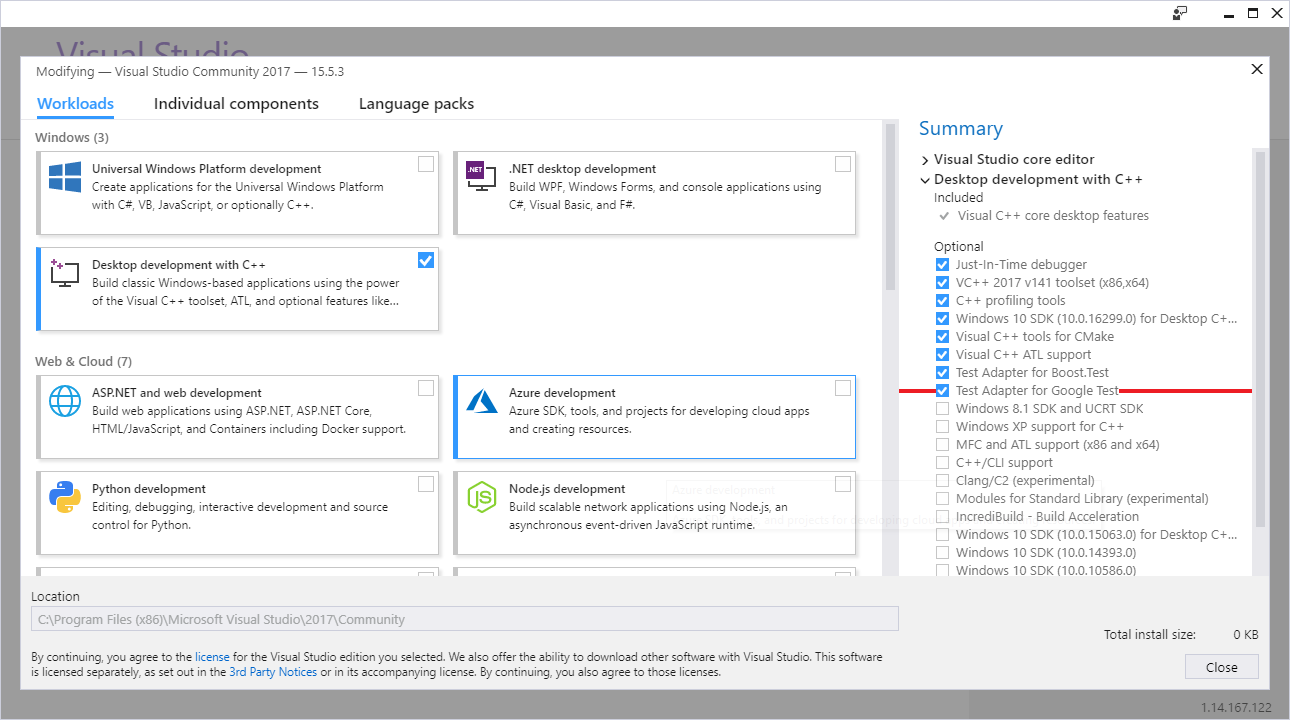 Visual Studio
Modifying — Visual Studio Community 2017 — 15.5.3
Workloads
Individual components
Language packs
Windows (3)
Universal Windows Platform development
Create applications for the Universal Windows Platform
with C#, VB, JavaScript, or optionally C++.
.NET
.NET desktop development
Build WPF, Windows Forms, and console applications using
C#, Visual Basic, and F#.
Desktop development with C++
Build classic Windows-based applications using the power
of the Visual C++ toolset, ATL, and optional features like...
Web & Cloud (7)
ASP.NET and web development
Build web applications using ASP.NET, ASP.NET Core,
HTML/JavaScript, and Containers including Docker support.
Azure development
Azure SDK, tools, and projects for developing cloud apps
and creating resources.
Python development
Editing, debugging, interactive development and source
control for Python.
JS
Node.js development
Build scalable network applications using Node.js, an
asynchronous event-driven JavaScript runtime.
Azure development
and projects for developing cloud
Summary
Visual Studio core editor
Desktop development with C++
Included
Visual C++ core desktop features
Optional
Just-In-Time debugger
VC++ 2017 v141 toolset (x86,x64)
C++ profiling tools
Windows 10 SDK (10.0.16299.0) for Desktop C+...
Visual C++ tools for CMake
Visual C++ ATL support
Test Adapter for Boost.Test
Test Adapter for Google Test
Windows 8.1 SDK and UCRT SDK
Windows XP support for C++
MFC and ATL support (x86 and x64)
C++/CLI support
Clang/C2 (experimental)
Modules for Standard Library (experimental)
IncrediBuild - Build Acceleration
Windows 10 SDK (10.0.15063.0) for Desktop C+...
Windows 10 SDK (10.0.14393.0)
Windows 10 SDK (10.0.10586.0)
Location
C:\Program Files (x86)\Microsoft Visual Studio\2017\Community
Total install size: 0 KB
By continuing, you agree to the license for the Visual Studio edition you selected. We also offer the ability to download other software with Visual Studio. This software
is licensed separately, as set out in the 3rd Party Notices or in its accompanying license. By continuing, you also agree to those licenses.
Close
1.14.167.122